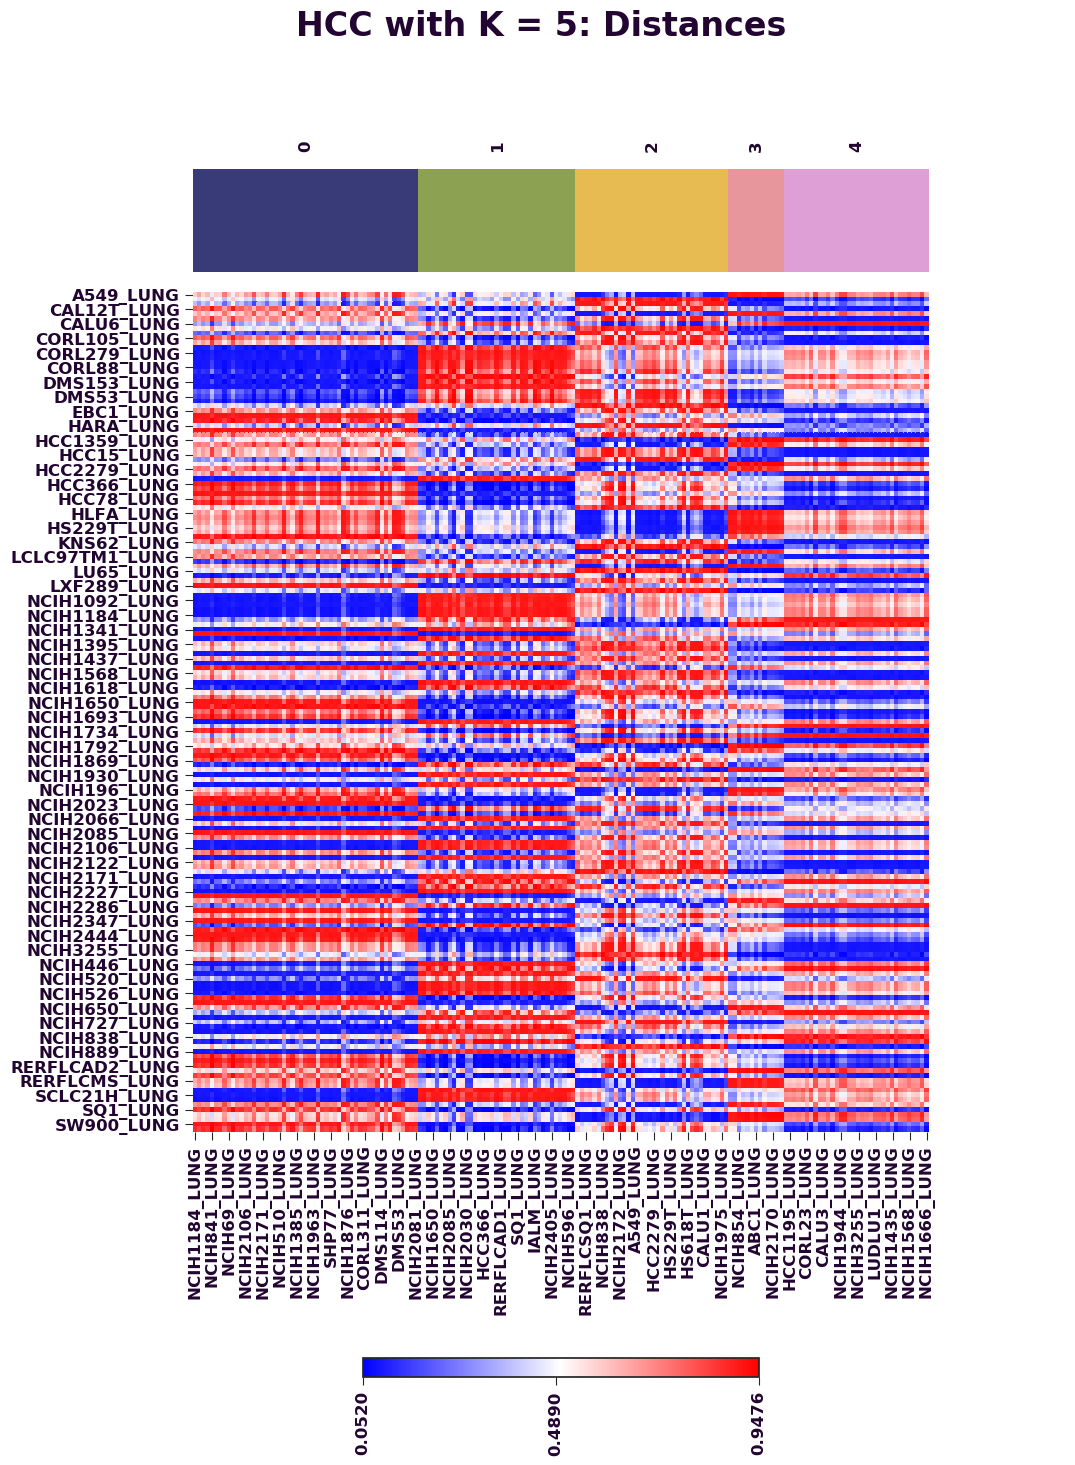 HCC with K = 5: Distances
0
1
2
3
4
A549_LUNG
CAL12T_LUNG
CALU6_LUNG
CORL105_LUNG
CORL279_LUNG
CORL88_LUNG
DMS153_LUNG
DMS53_LUNG
EBC1_LUNG
HARA_LUNG
HCC1359_LUNG
HCC15_LUNG
HCC2279_LUNG
HCC366_LUNG
HCC78_LUNG
HLFA_LUNG
HS229T_LUNG
KNS62_LUNG
LCLC97TM1_LUNG
LU65_LUNG
LXF289_LUNG
NCIH1092_LUNG
NCIH1184_LUNG
NCIH1341_LUNG
NCIH1395_LUNG
NCIH1437_LUNG
NCIH1568_LUNG
NCIH1618_LUNG
NCIH1650_LUNG
NCIH1693_LUNG
NCIH1734_LUNG
NCIH1792_LUNG
NCIH1869_LUNG
NCIH1930_LUNG
NCIH196_LUNG
NCIH2023_LUNG
NCIH2066_LUNG
NCIH2085_LUNG
NCIH2106_LUNG
NCIH2122_LUNG
NCIH2171_LUNG
NCIH2227_LUNG
NCIH2286_LUNG
NCIH2347_LUNG
NCIH2444_LUNG
NCIH3255_LUNG
NCIH446_LUNG
NCIH520_LUNG
NCIH526_LUNG
NCIH650_LUNG
NCIH727_LUNG
NCIH838_LUNG
NCIH889_LUNG
RERFLCAD2_LUNG
RERFLCMS_LUNG
SCLC21H_LUNG
SQ1_LUNG
SW900_LUNG
NCIH1184_LUNG
NCIH841_LUNG
NCIH69_LUNG
NCIH2106_LUNG
NCIH2171_LUNG
NCIH510_LUNG
NCIH1385_LUNG
NCIH1963_LUNG
SHP77_LUNG
NCIH1876_LUNG
CORL311_LUNG
DMS114_LUNG
DMS53_LUNG
NCIH2081_LUNG
NCIH1650_LUNG
NCIH2085_LUNG
NCIH2030_LUNG
HCC366_LUNG
RERFLCAD1_LUNG
SQ1_LUNG
IALM_LUNG
NCIH2405_LUNG
NCIH596_LUNG
RERFLCSQ1_LUNG
NCIH838_LUNG
NCIH2172_LUNG
A549_LUNG
HCC2279_LUNG
HS229T_LUNG
HS618T_LUNG
CALU1_LUNG
NCIH1975_LUNG
NCIH854_LUNG
ABC1_LUNG
NCIH2170_LUNG
HCC1195_LUNG
CORL23_LUNG
CALU3_LUNG
NCIH1944_LUNG
NCIH3255_LUNG
LUDLU1_LUNG
NCIH1435_LUNG
NCIH1568_LUNG
NCIH1666_LUNG
0.0520
0.4890
0.9476